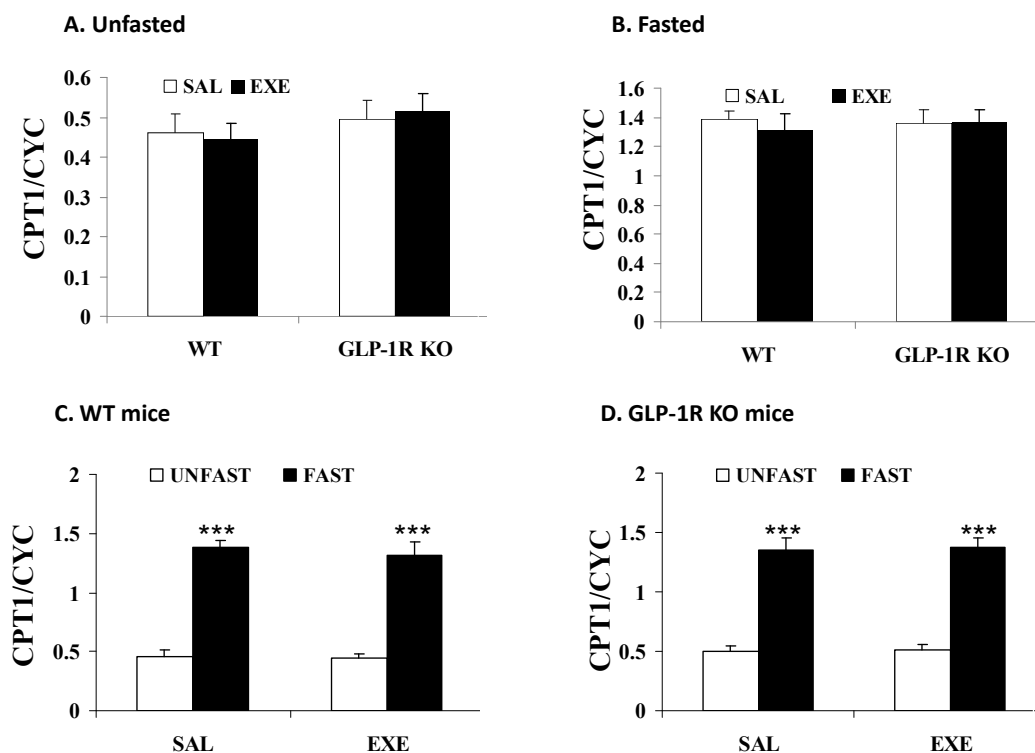 A. Unfasted
SAL EXE
CPT1/CYC
0.6
0.5
0.4
0.3
0.2
0.1
0
WT GLP-1R KO
B. Fasted
SAL EXE
CPT1/CYC
1.6
1.4
1.2
1
0.8
0.6
0.4
0.2
0
WT GLP-1R KO
C. WT mice
UNFAST FAST
CPT1/CYC
2
1.5
1
0.5
0
*** ***
SAL EXE
D. GLP-1R KO mice
UNFAST FAST
CPT1/CYC
2
1.5
1
0.5
0
*** ***
SAL EXE